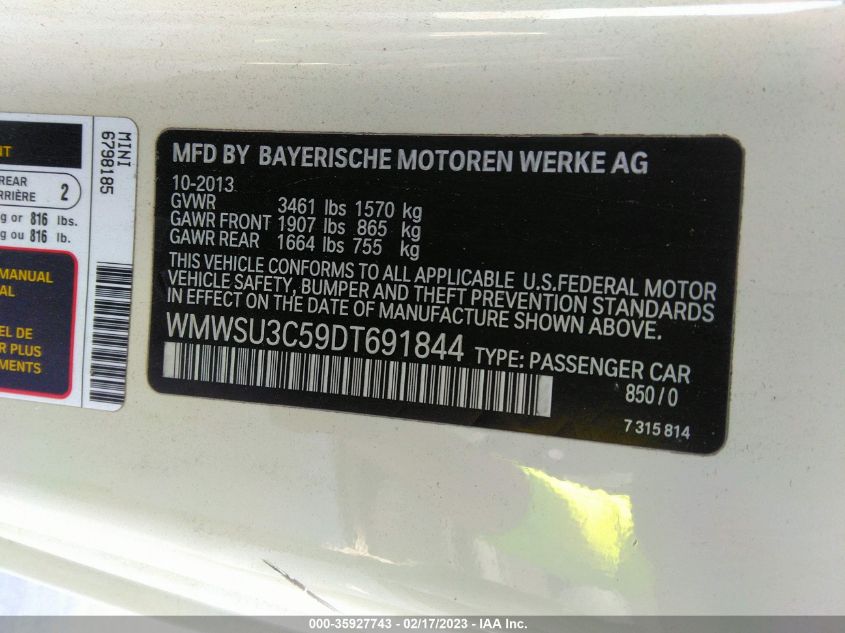 NT
REAR
RRIÈRE 2
g or 816 lbs.
g ou 816 lb.
MANUAL
AL
EL DE
R PLUS
EMENTS
MINI
6798185
MFD BY BAYERISCHE MOTOREN WERKE AG
10-2013
GVWR 3461 lbs 1570 kg
GAWR FRONT 1907 lbs 865 kg
GAWR REAR 1664 lbs 755 kg
THIS VEHICLE CONFORMS TO ALL APPLICABLE U.S.FEDERAL MOTOR
VEHICLE SAFETY, BUMPER AND THEFT PREVENTION STANDARDS
IN EFFECT ON THE DATE OF MANUFACTURE SHOWN ABOVE.
WMWSU3C59DT691844 TYPE: PASSENGER CAR
850/0
7 315 814
000-35927743 - 02/17/2023 - IAA Inc.